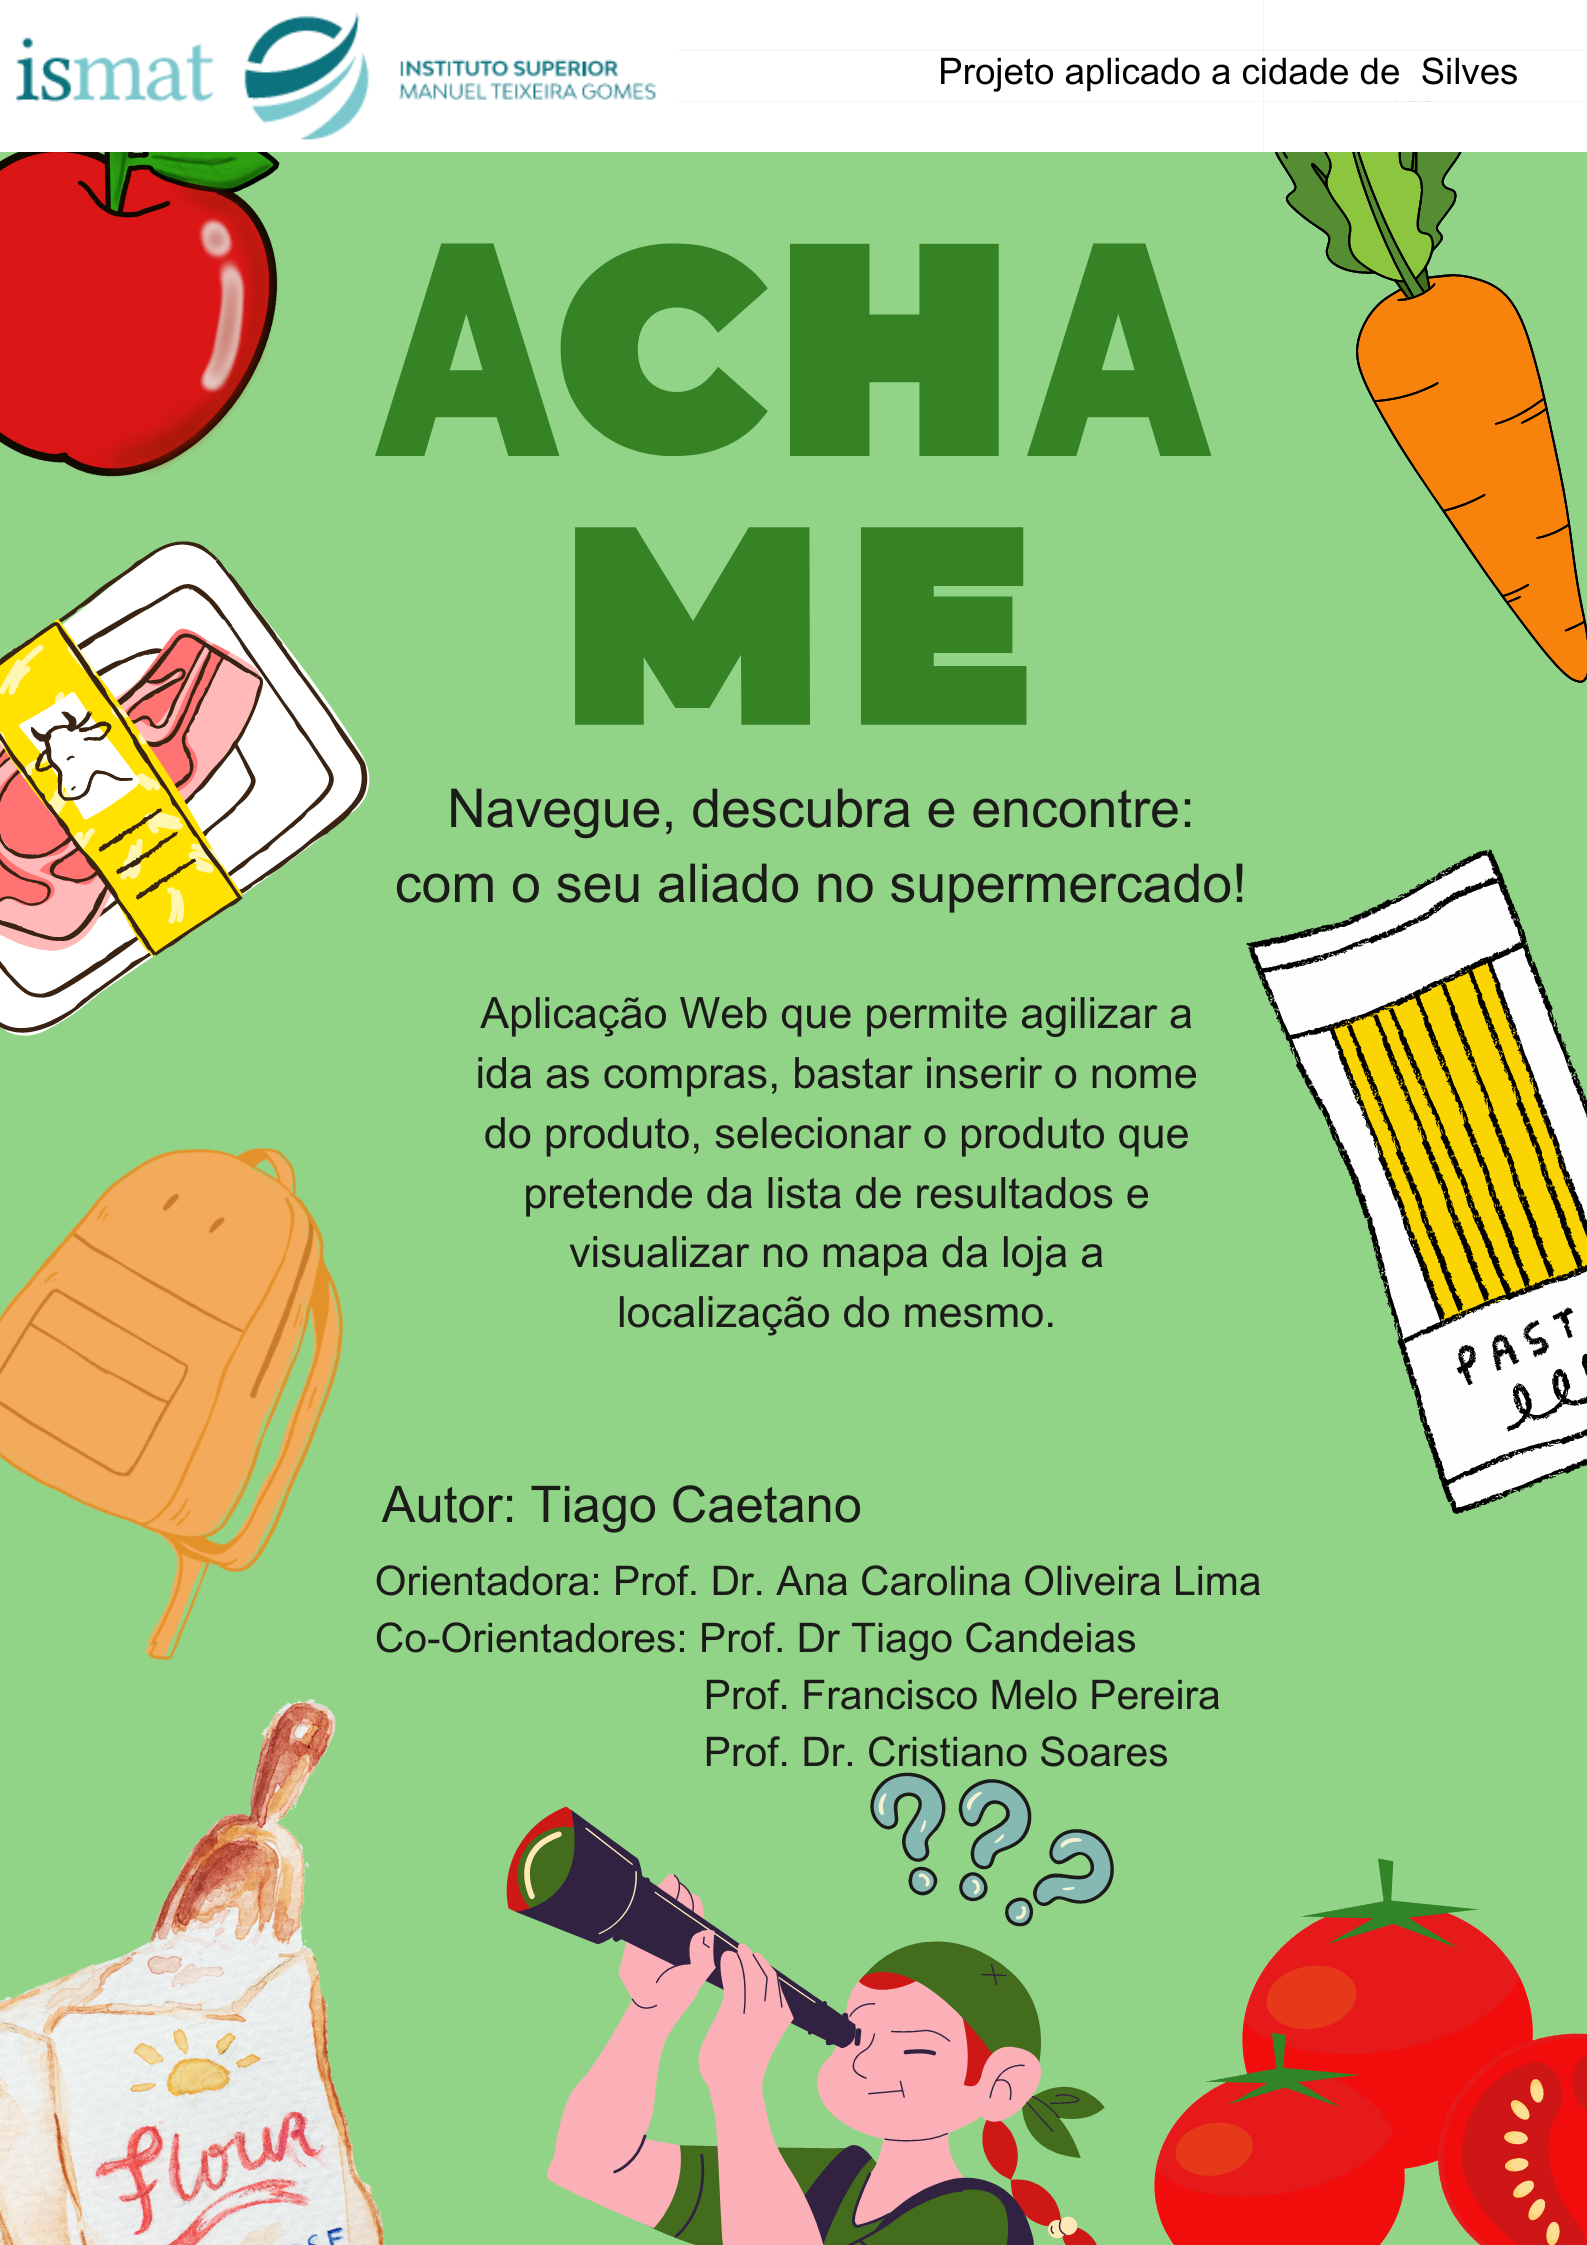 ismat
INSTITUTO SUPERIOR
MANUEL TEIXEIRA GOMES
Projeto aplicado a cidade de Silves
ACHA
ME
Navegue, descubra e encontre:
com o seu aliado no supermercado!
Aplicação Web que permite agilizar a
ida as compras, bastar inserir o nome
do produto, selecionar o produto que
pretende da lista de resultados e
visualizar no mapa da loja a
localização do mesmo.
PAST
Autor: Tiago Caetano
Orientadora: Prof. Dr. Ana Carolina Oliveira Lima
Co-Orientadores: Prof. Dr Tiago Candeias
Prof. Francisco Melo Pereira
Prof. Dr. Cristiano Soares
???
flour